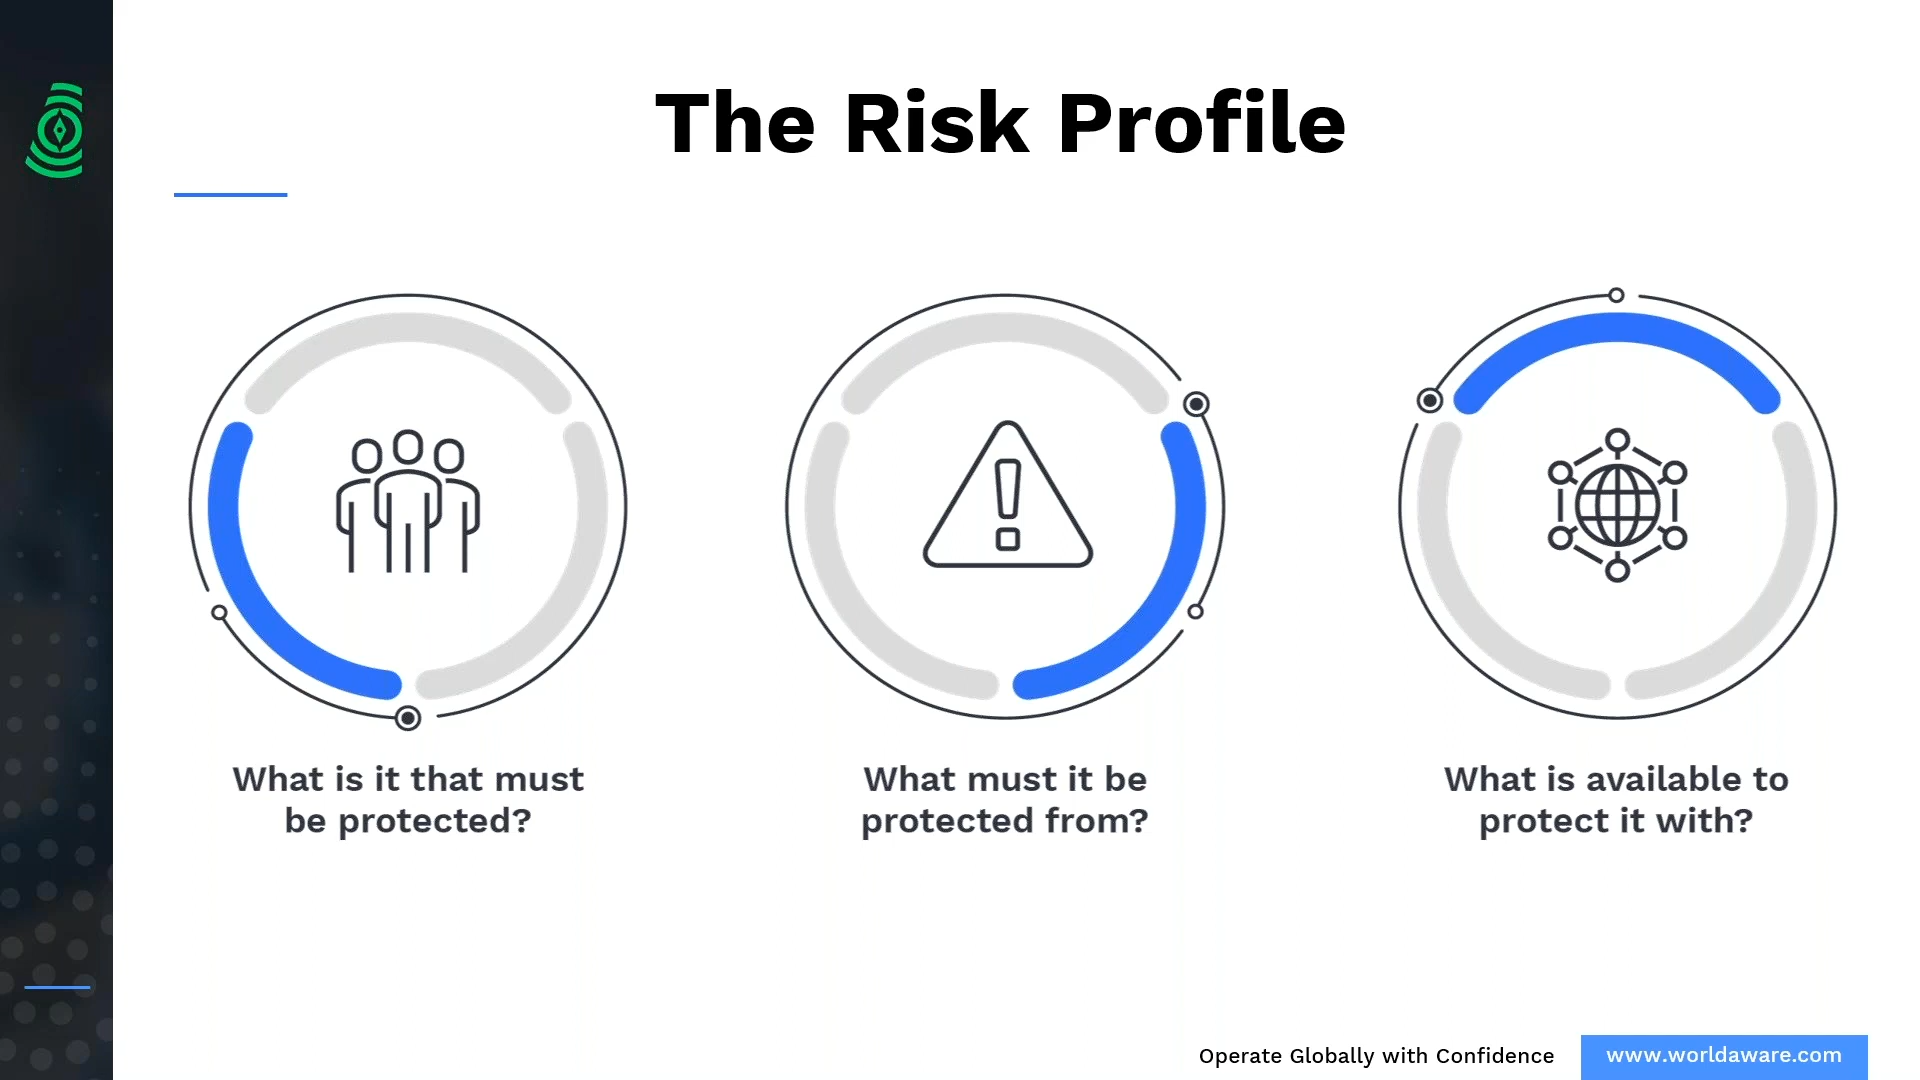 The Risk Profile
What is it that must
be protected?
What must it be
protected from?
What is available to
protect it with?
Operate Globally with Confidence
www.worldaware.com